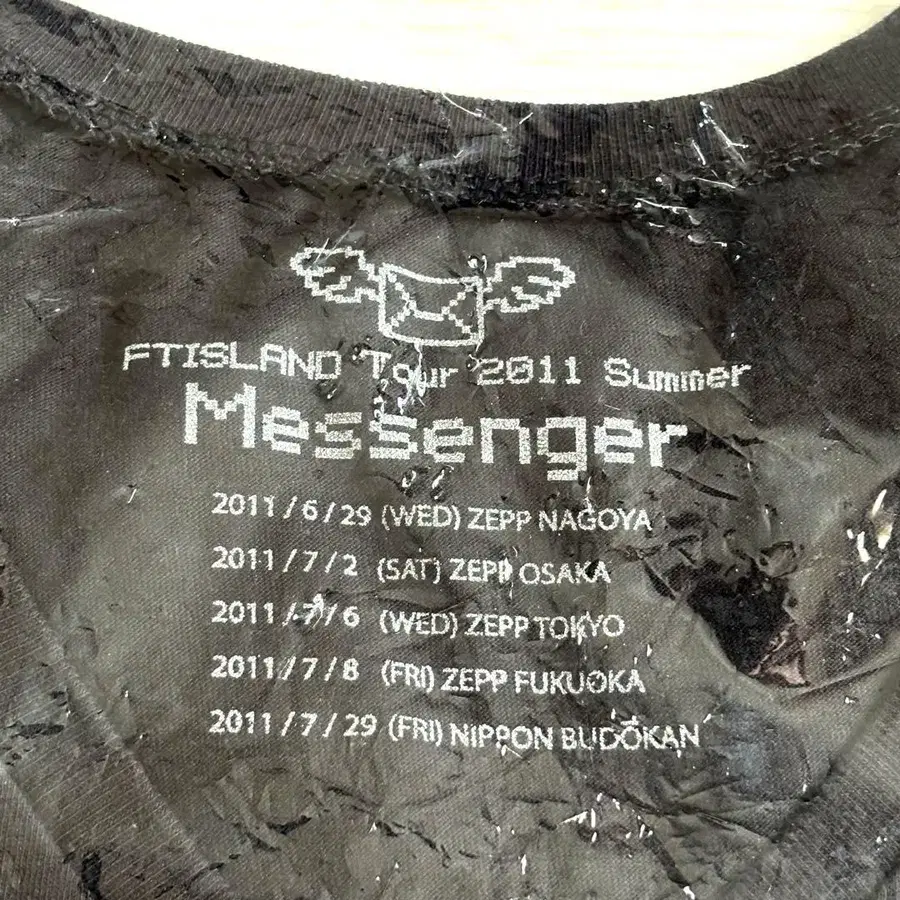 FTISLAND Tour 2011 Summer
Messenger
2011/6/29 (WED) ZEPP NAGOYA
2011/7/2 (SAT) ZEPP OSAKA
2011/7/6 (WED) ZEPP TOKYO
2011/7/8 (FRI) ZEPP FUKUOKA
2011/7/29 (FRI) NIPPON BUDOKAN